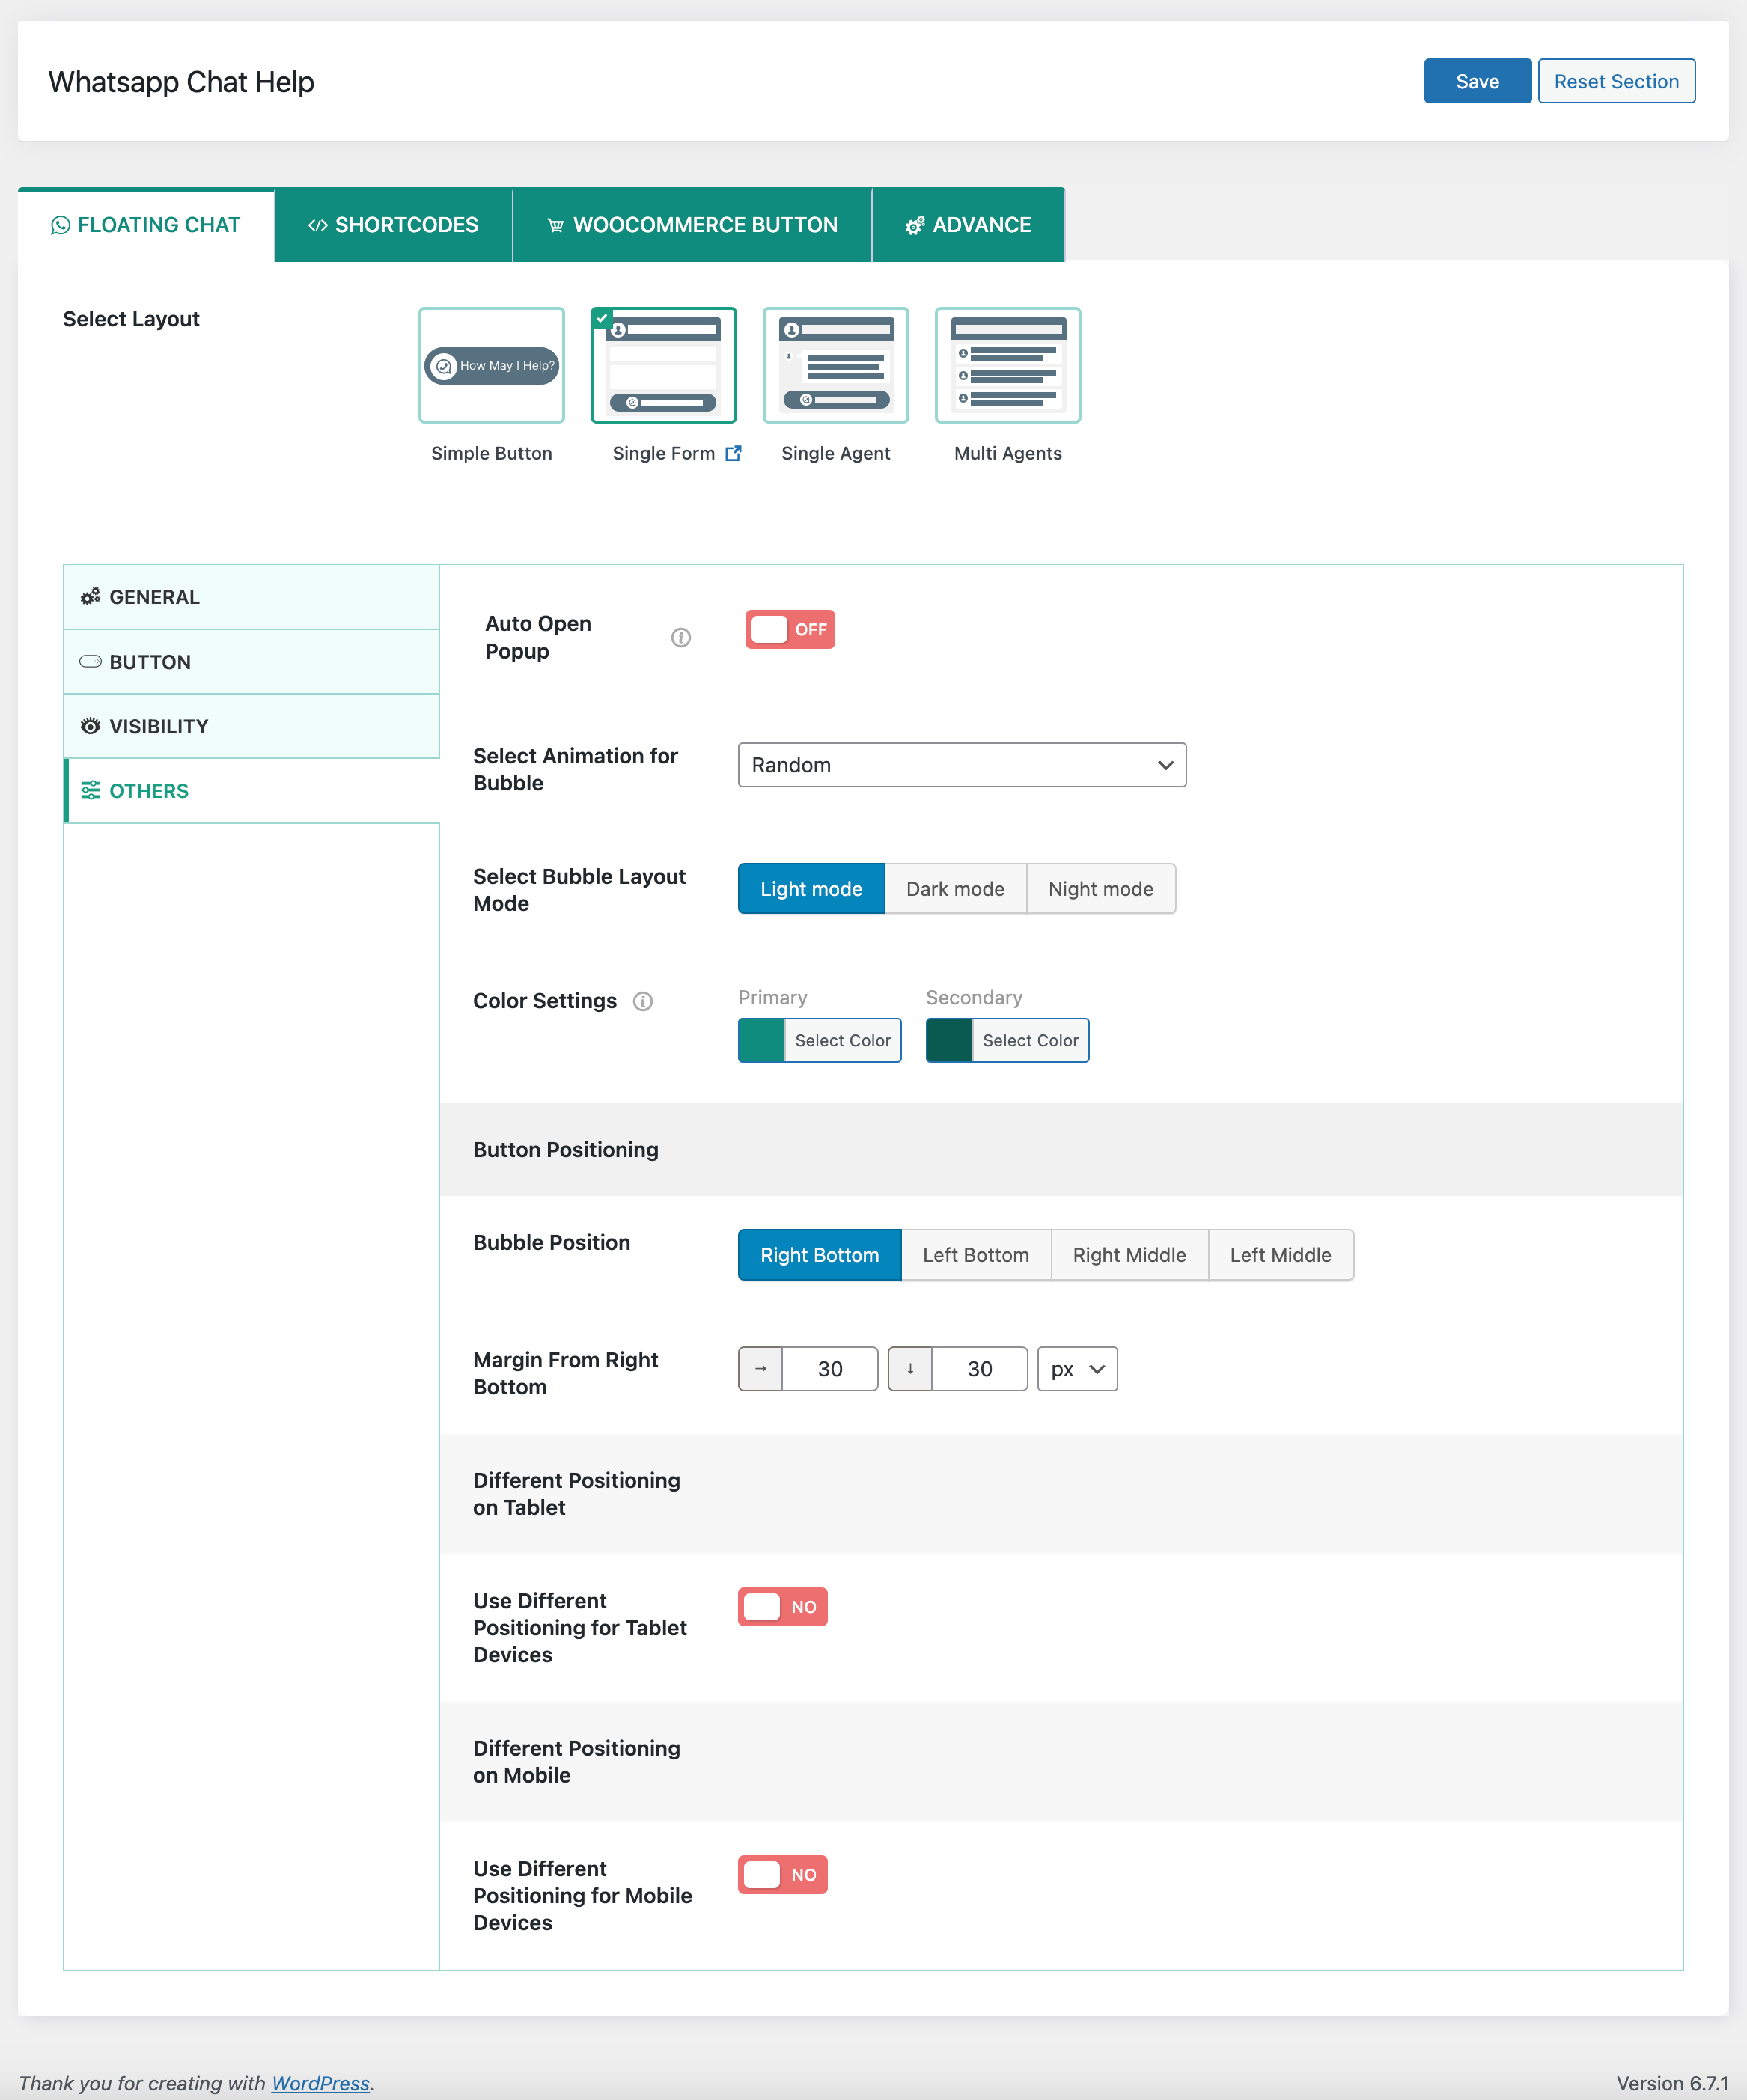 Whatsapp Chat Help
Save
Reset Section
FLOATING CHAT
SHORTCODES
WOOCOMMERCE BUTTON
ADVANCE
Select Layout
How May I Help?
Simple Button
Single Form
Single Agent
Multi Agents
GENERAL
BUTTON
VISIBILITY
OTHERS
Auto Open
Popup
OFF
Select Animation for
Bubble
Random
Select Bubble Layout
Mode
Light mode
Dark mode
Night mode
Color Settings
Primary
Select Color
Secondary
Select Color
Button Positioning
Bubble Position
Right Bottom
Left Bottom
Right Middle
Left Middle
Margin From Right
Bottom
→ 30
↓ 30
px
Different Positioning
on Tablet
Use Different
Positioning for Tablet
Devices
NO
Different Positioning
on Mobile
Use Different
Positioning for Mobile
Devices
NO
Thank you for creating with WordPress.
Version 6.7.1